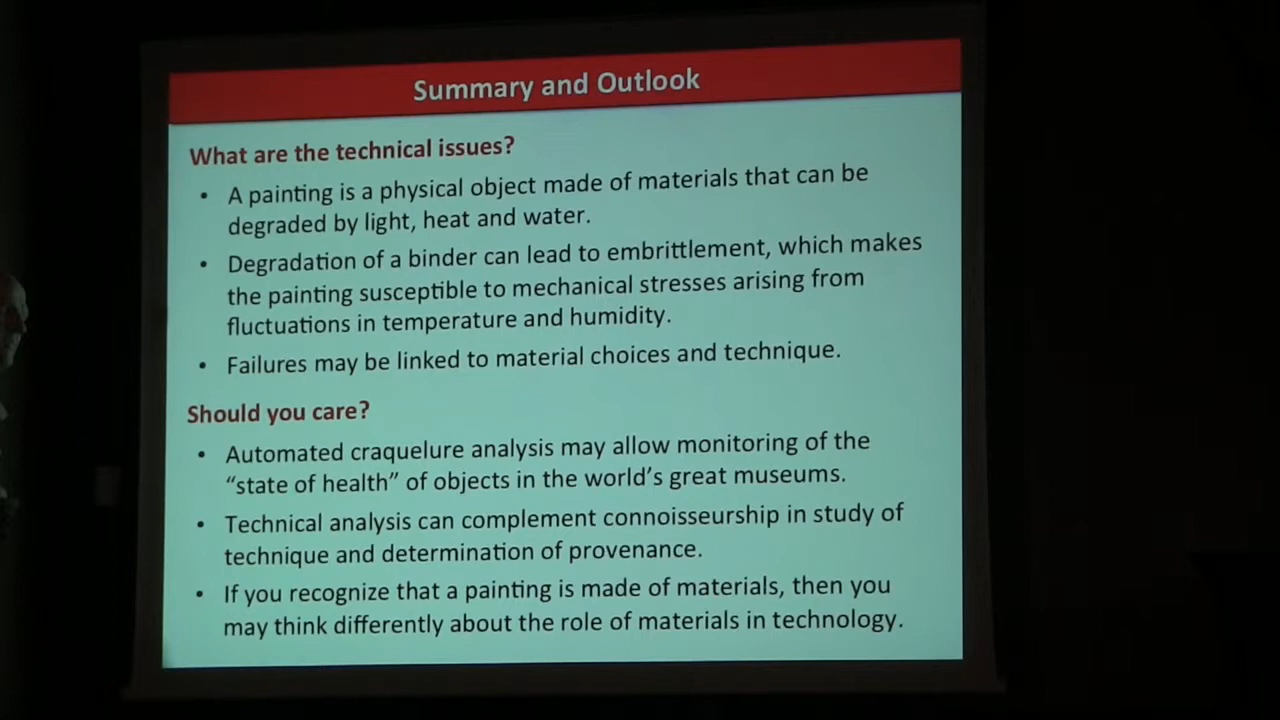 Summary and Outlook
What are the technical issues?
• A painting is a physical object made of materials that can be
degraded by light, heat and water.
• Degradation of a binder can lead to embrittlement, which makes
the painting susceptible to mechanical stresses arising from
fluctuations in temperature and humidity.
• Failures may be linked to material choices and technique.
Should you care?
• Automated craquelure analysis may allow monitoring of the
“state of health” of objects in the world’s great museums.
• Technical analysis can complement connoisseurship in study of
technique and determination of provenance.
• If you recognize that a painting is made of materials, then you
may think differently about the role of materials in technology.